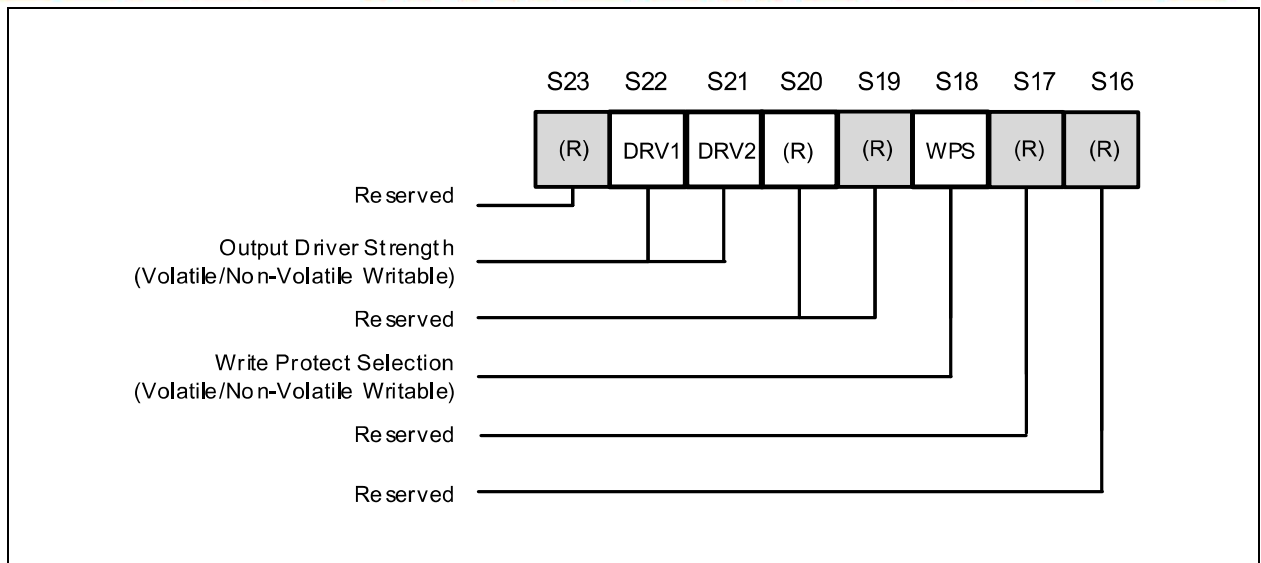 S23 S22 S21 S20 S19 S18 S17 S16
(R) DRV1 DRV2 (R) (R) WPS (R) (R)
Reserved
Output Driver Strength
(Volatile/Non-Volatile Writable)
Reserved
Write Protect Selection
(Volatile/Non-Volatile Writable)
Reserved
Reserved